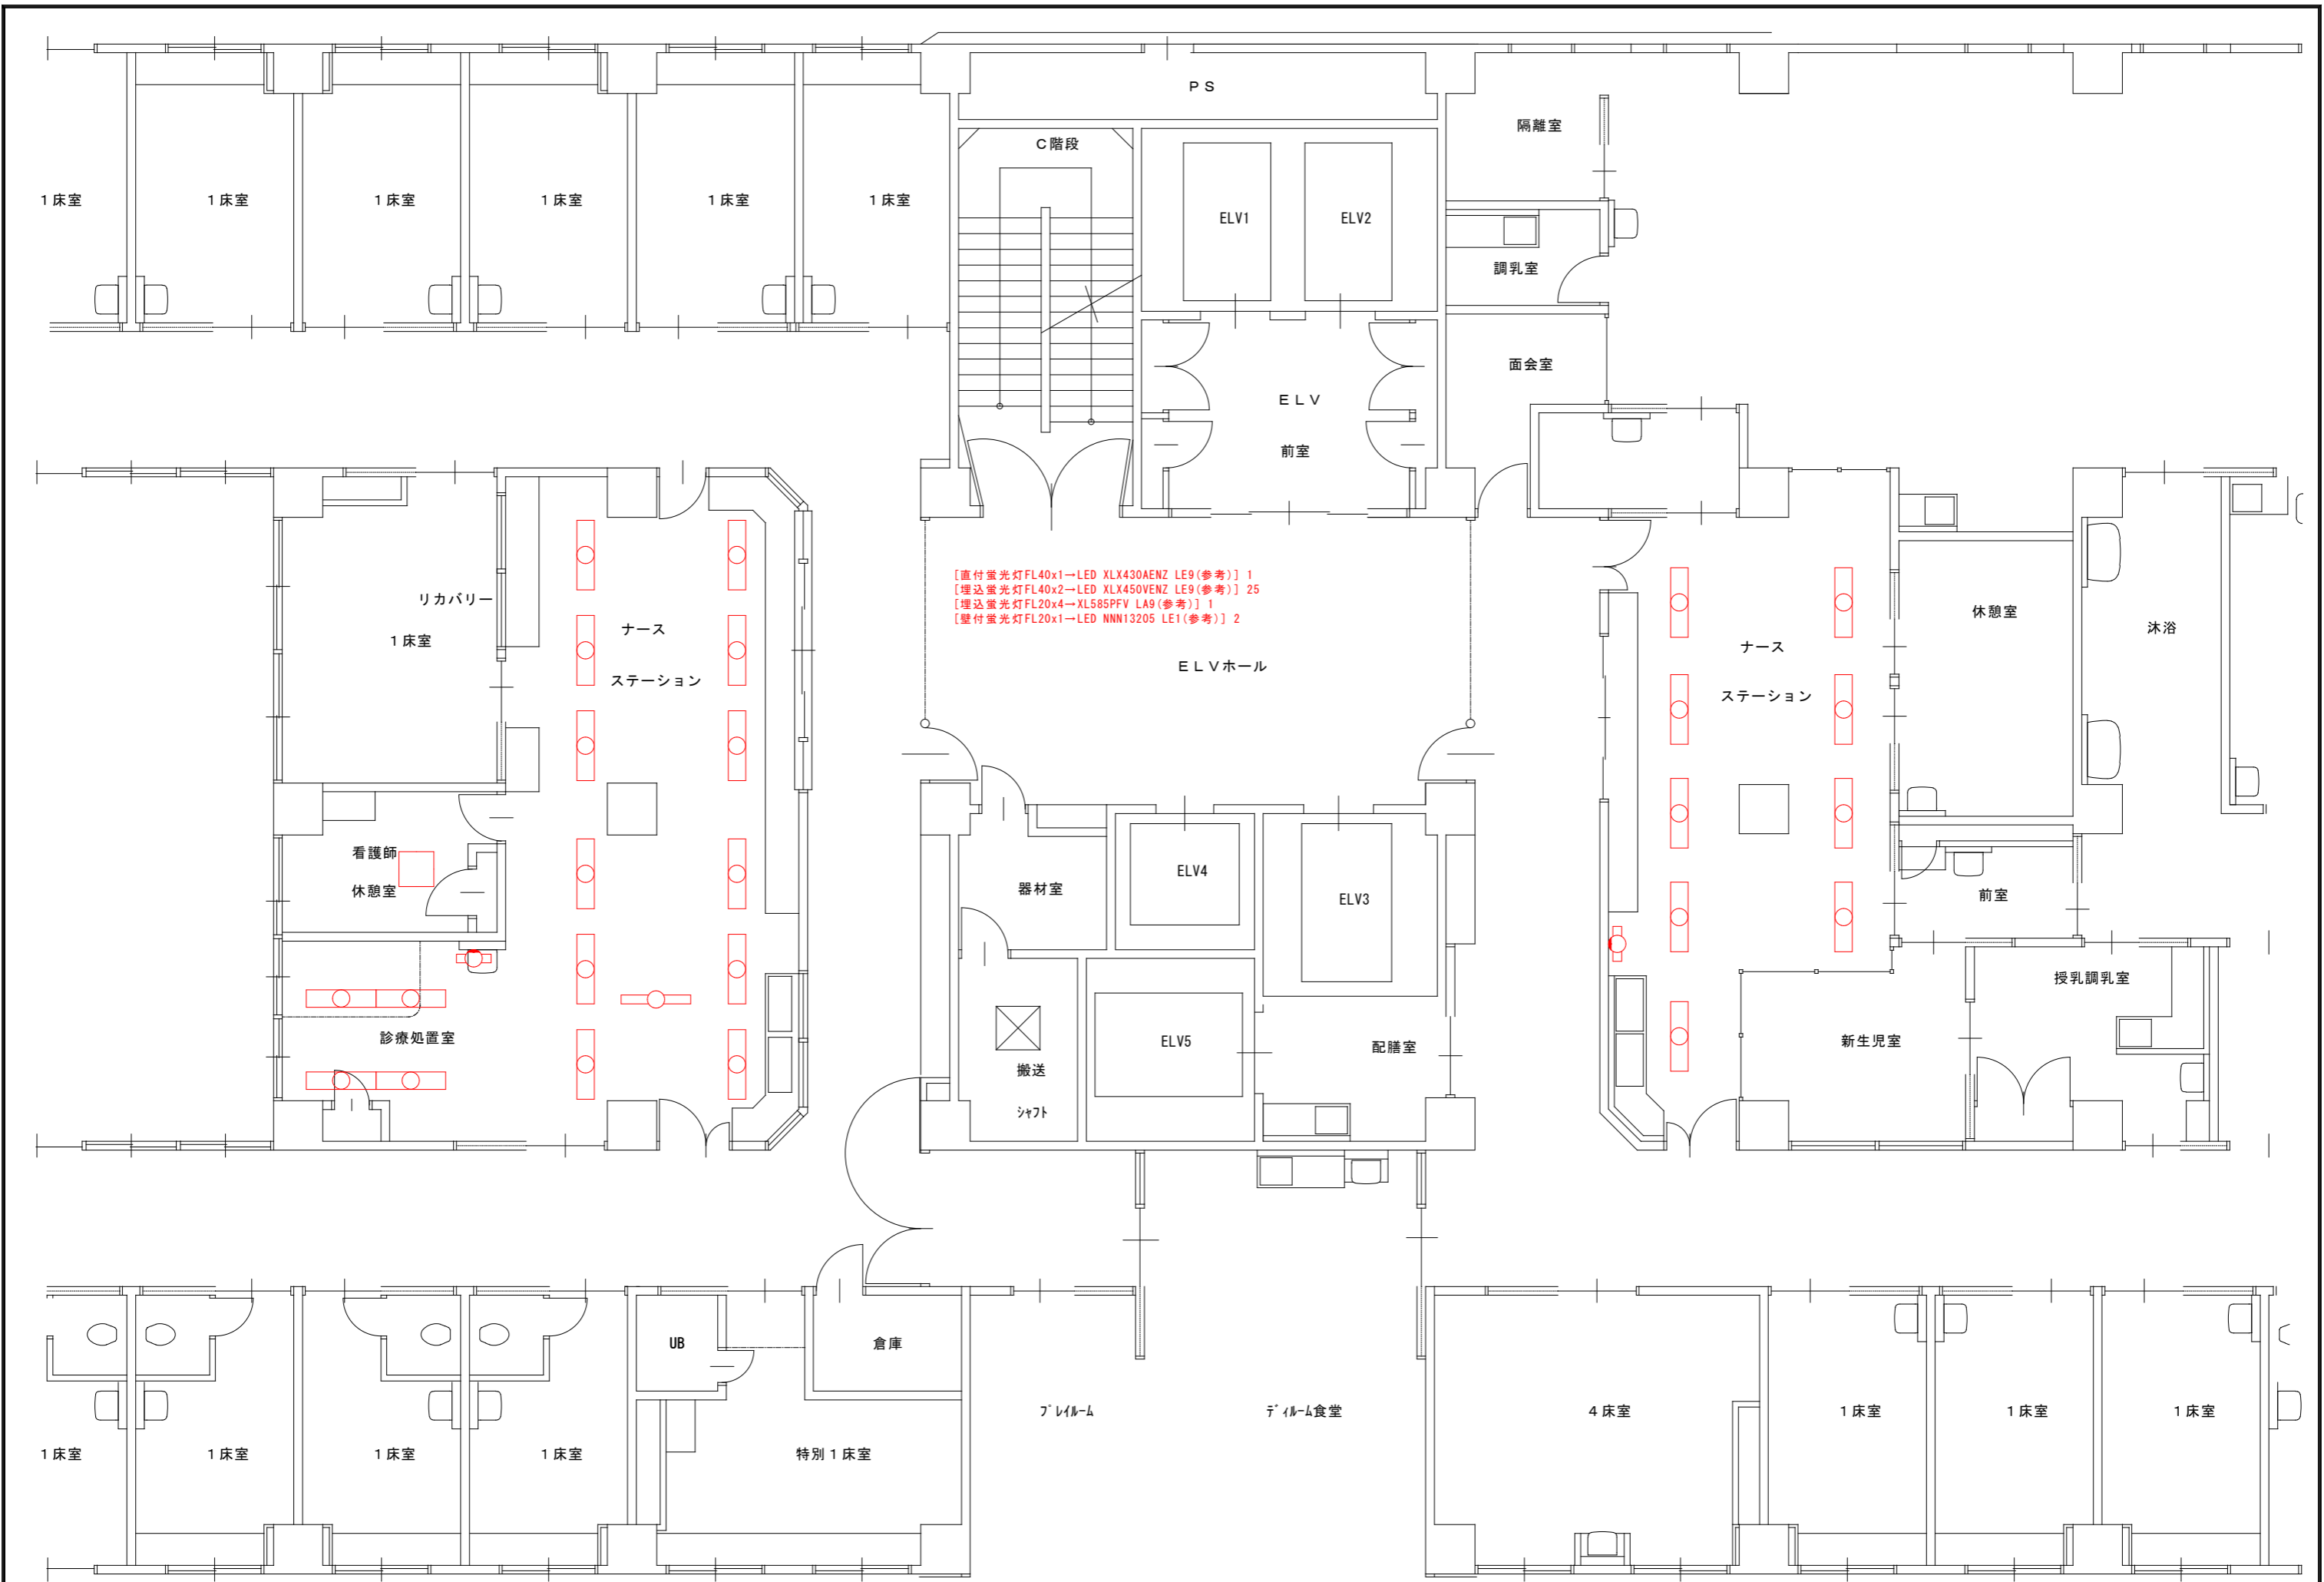 ＰＳ
Ｃ階段
隔離室
１床室
１床室
１床室
１床室
１床室
１床室
ELV1
ELV2
調乳室
面会室
ＥＬＶ
前室
[直付蛍光灯FL40x1→LED XLX430AENZ LE9(参考)] 1
[埋込蛍光灯FL40x2→LED XLX450VENZ LE9(参考)] 25
[埋込蛍光灯FL20x4→XL585PFV LA9(参考)] 1
[壁付蛍光灯FL20x1→LED NNN13205 LE1(参考)] 2
リカバリー
１床室
ナース
ステーション
ＥＬＶホール
ナース
ステーション
休憩室
沐浴
看護師
休憩室
器材室
ELV4
ELV3
前室
診療処置室
搬送
ｼｬﾌﾄ
ELV5
配膳室
新生児室
授乳調乳室
UB
倉庫
１床室
１床室
１床室
１床室
特別１床室
ﾌﾟﾚｲﾙｰﾑ
ﾃﾞｨﾙｰﾑ食堂
４床室
１床室
１床室
１床室